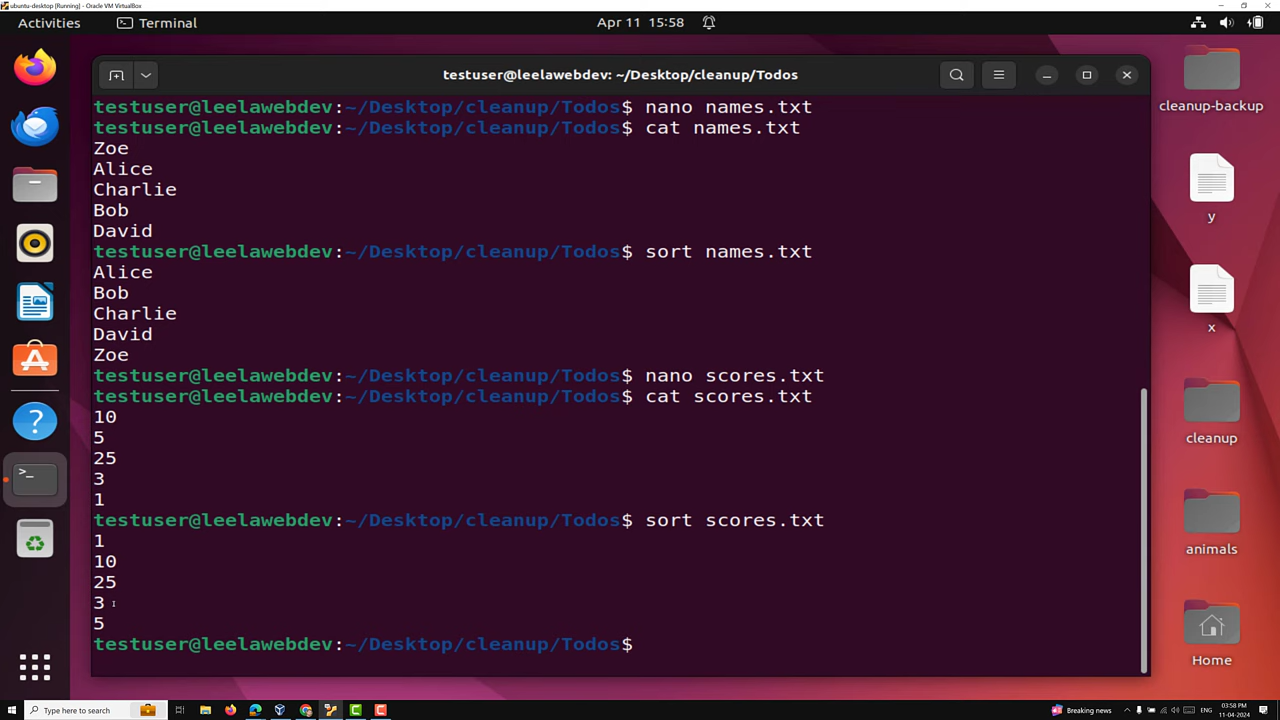 ubuntu-desktop [Running] - Oracle VM VirtualBox
Activities Terminal Apr 11 15:58
testuser@leelawebdev: ~/Desktop/cleanup/Todos
testuser@leelawebdev:~/Desktop/cleanup/Todos$ nano names.txt
testuser@leelawebdev:~/Desktop/cleanup/Todos$ cat names.txt
Zoe
Alice
Charlie
Bob
David
testuser@leelawebdev:~/Desktop/cleanup/Todos$ sort names.txt
Alice
Bob
Charlie
David
Zoe
testuser@leelawebdev:~/Desktop/cleanup/Todos$ nano scores.txt
testuser@leelawebdev:~/Desktop/cleanup/Todos$ cat scores.txt
10
5
25
3
1
testuser@leelawebdev:~/Desktop/cleanup/Todos$ sort scores.txt
1
10
25
3
5
testuser@leelawebdev:~/Desktop/cleanup/Todos$
cleanup-backup
y
x
cleanup
animals
Home
Type here to search
Breaking news
ENG
03:58 PM
11-04-2024